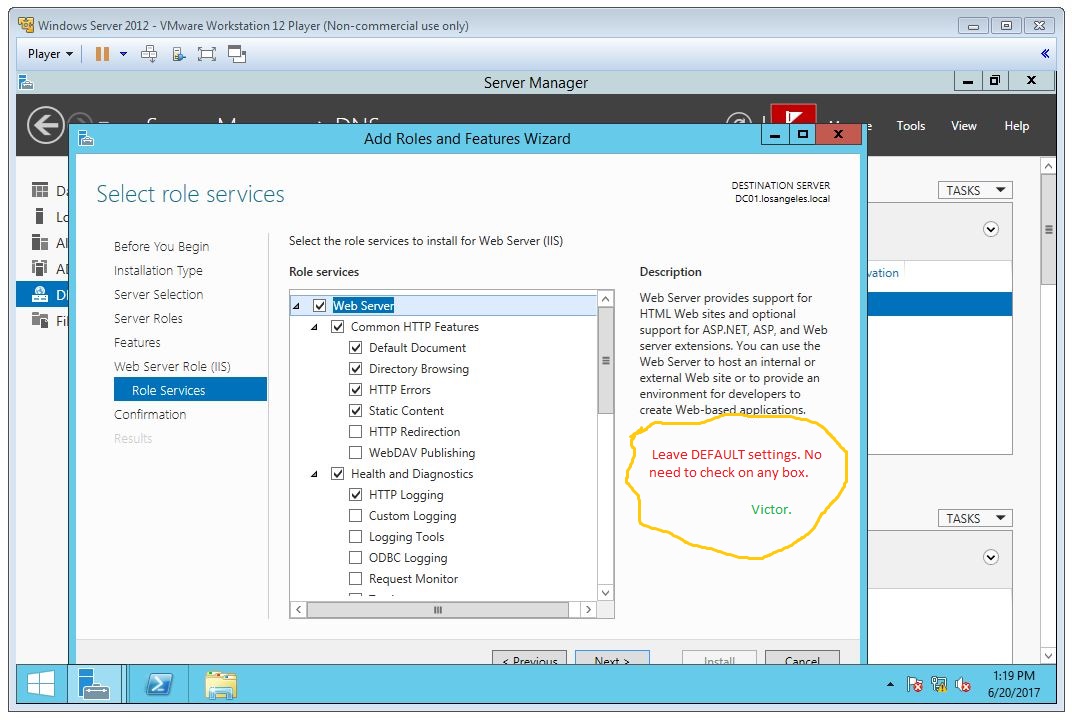 Windows Server 2012 - VMware Workstation 12 Player (Non-commercial use only)
Player
Server Manager
Tools
View
Help
Add Roles and Features Wizard
TASKS
Select role services
DESTINATION SERVER
DC01.losangeles.local
Before You Begin
Installation Type
Server Selection
Server Roles
Features
Web Server Role (IIS)
Role Services
Confirmation
Results
Select the role services to install for Web Server (IIS)
Role services
Web Server
Common HTTP Features
Default Document
Directory Browsing
HTTP Errors
Static Content
HTTP Redirection
WebDAV Publishing
Health and Diagnostics
HTTP Logging
Custom Logging
Logging Tools
ODBC Logging
Request Monitor
Description
Web Server provides support for
HTML Web sites and optional
support for ASP.NET, ASP, and Web
server extensions. You can use the
Web Server to host an internal or
external Web site or to provide an
environment for developers to
create Web-based applications.
Leave DEFAULT settings. No
need to check on any box.
Victor.
TASKS
< Previous
Next >
Install
Cancel
1:19 PM
6/20/2017